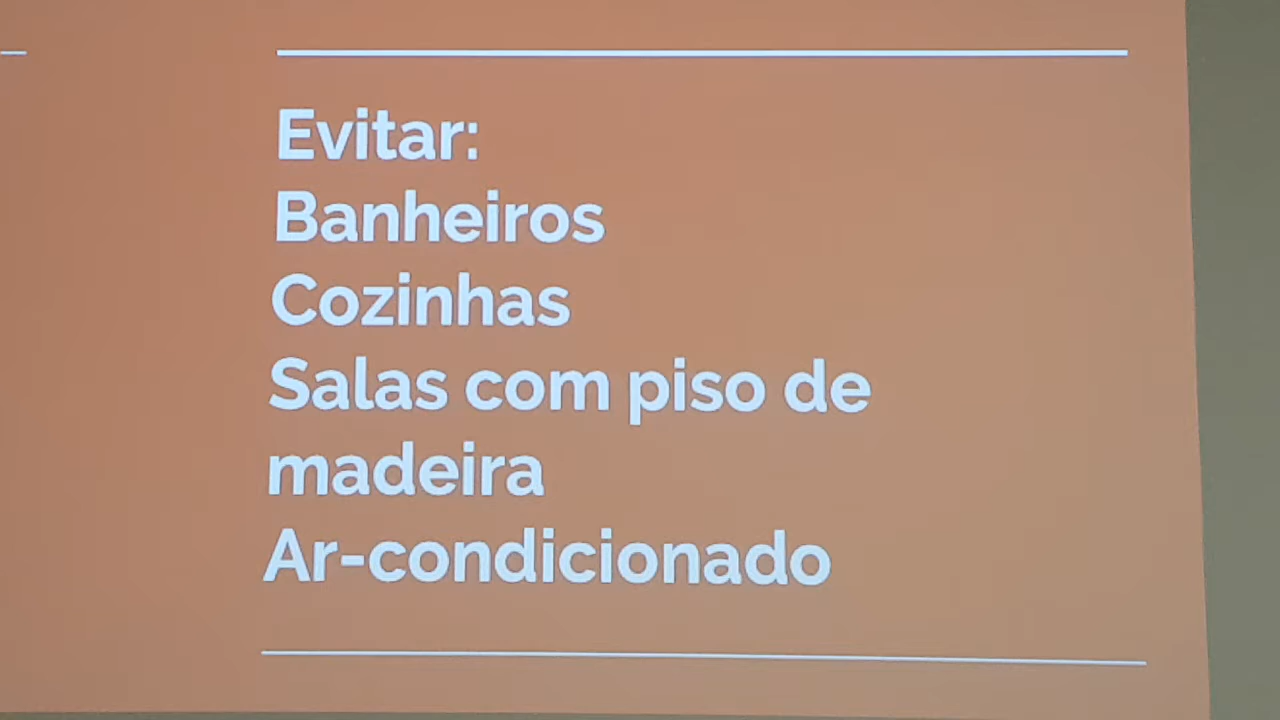 Evitar:
Banheiros
Cozinhas
Salas com piso de
madeira
Ar-condicionado